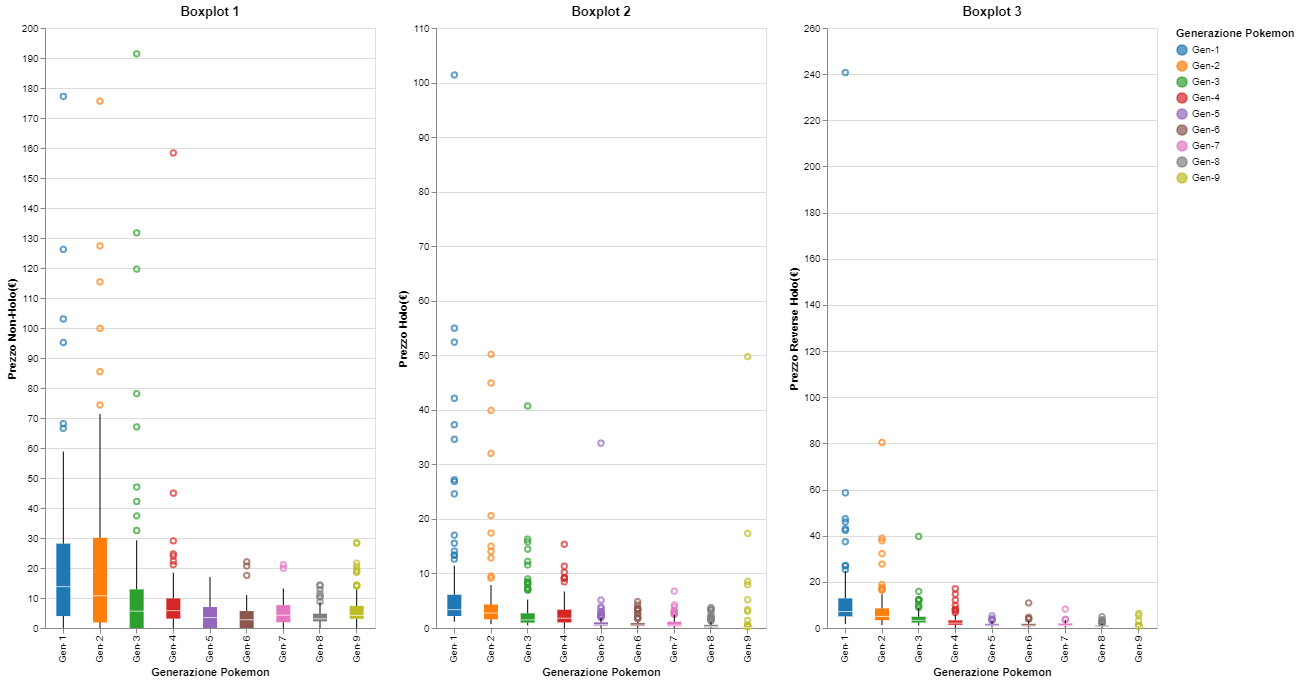 Boxplot 1
200
190
180
170
160
150
140
130
120
110
100
90
80
70
60
50
40
30
20
10
0
Prezzo Non-Holo(€)
Gen-1
Gen-2
Gen-3
Gen-4
Gen-5
Gen-6
Gen-7
Gen-8
Gen-9
Generazione Pokemon
Boxplot 2
110
100
90
80
70
60
50
40
30
20
10
0
Prezzo Holo(€)
Gen-1
Gen-2
Gen-3
Gen-4
Gen-5
Gen-6
Gen-7
Gen-8
Gen-9
Generazione Pokemon
Boxplot 3
260
240
220
200
180
160
140
120
100
80
60
40
20
0
Prezzo Reverse Holo(€)
Gen-1
Gen-2
Gen-3
Gen-4
Gen-5
Gen-6
Gen-7
Gen-8
Gen-9
Generazione Pokemon
Generazione Pokemon
Gen-1
Gen-2
Gen-3
Gen-4
Gen-5
Gen-6
Gen-7
Gen-8
Gen-9